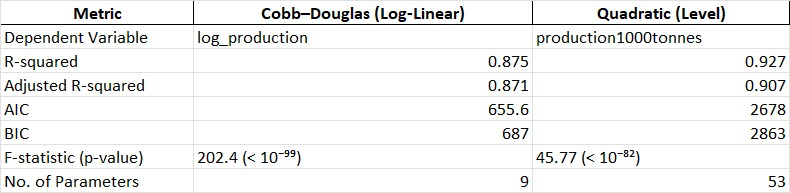 Metric Cobb–Douglas (Log-Linear) Quadratic (Level)
Dependent Variable log_production production1000tonnes
R-squared 0.875 0.927
Adjusted R-squared 0.871 0.907
AIC 655.6 2678
BIC 687 2863
F-statistic (p-value) 202.4 (< 10⁻⁹⁹) 45.77 (< 10⁻⁸²)
No. of Parameters 9 53